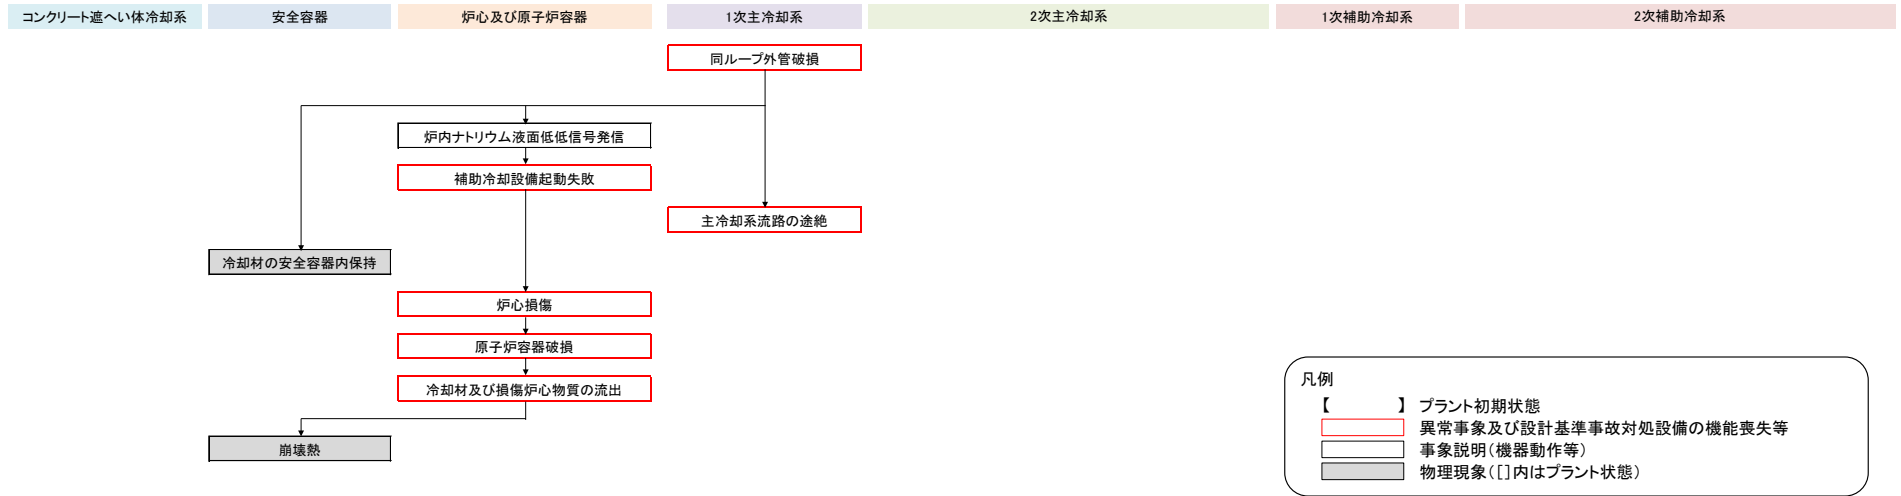 コンクリート遮へい体冷却系
安全容器
炉心及び原子炉容器
1次主冷却系
2次主冷却系
1次補助冷却系
2次補助冷却系
同ループ外管破損
炉内ナトリウム液面低低信号発信
補助冷却設備起動失敗
主冷却系流路の途絶
冷却材の安全容器内保持
炉心損傷
原子炉容器破損
冷却材及び損傷炉心物質の流出
崩壊熱
凡例
【　　　　】 プラント初期状態
異常事象及び設計基準事故対処設備の機能喪失等
事象説明(機器動作等)
物理現象([]内はプラント状態)